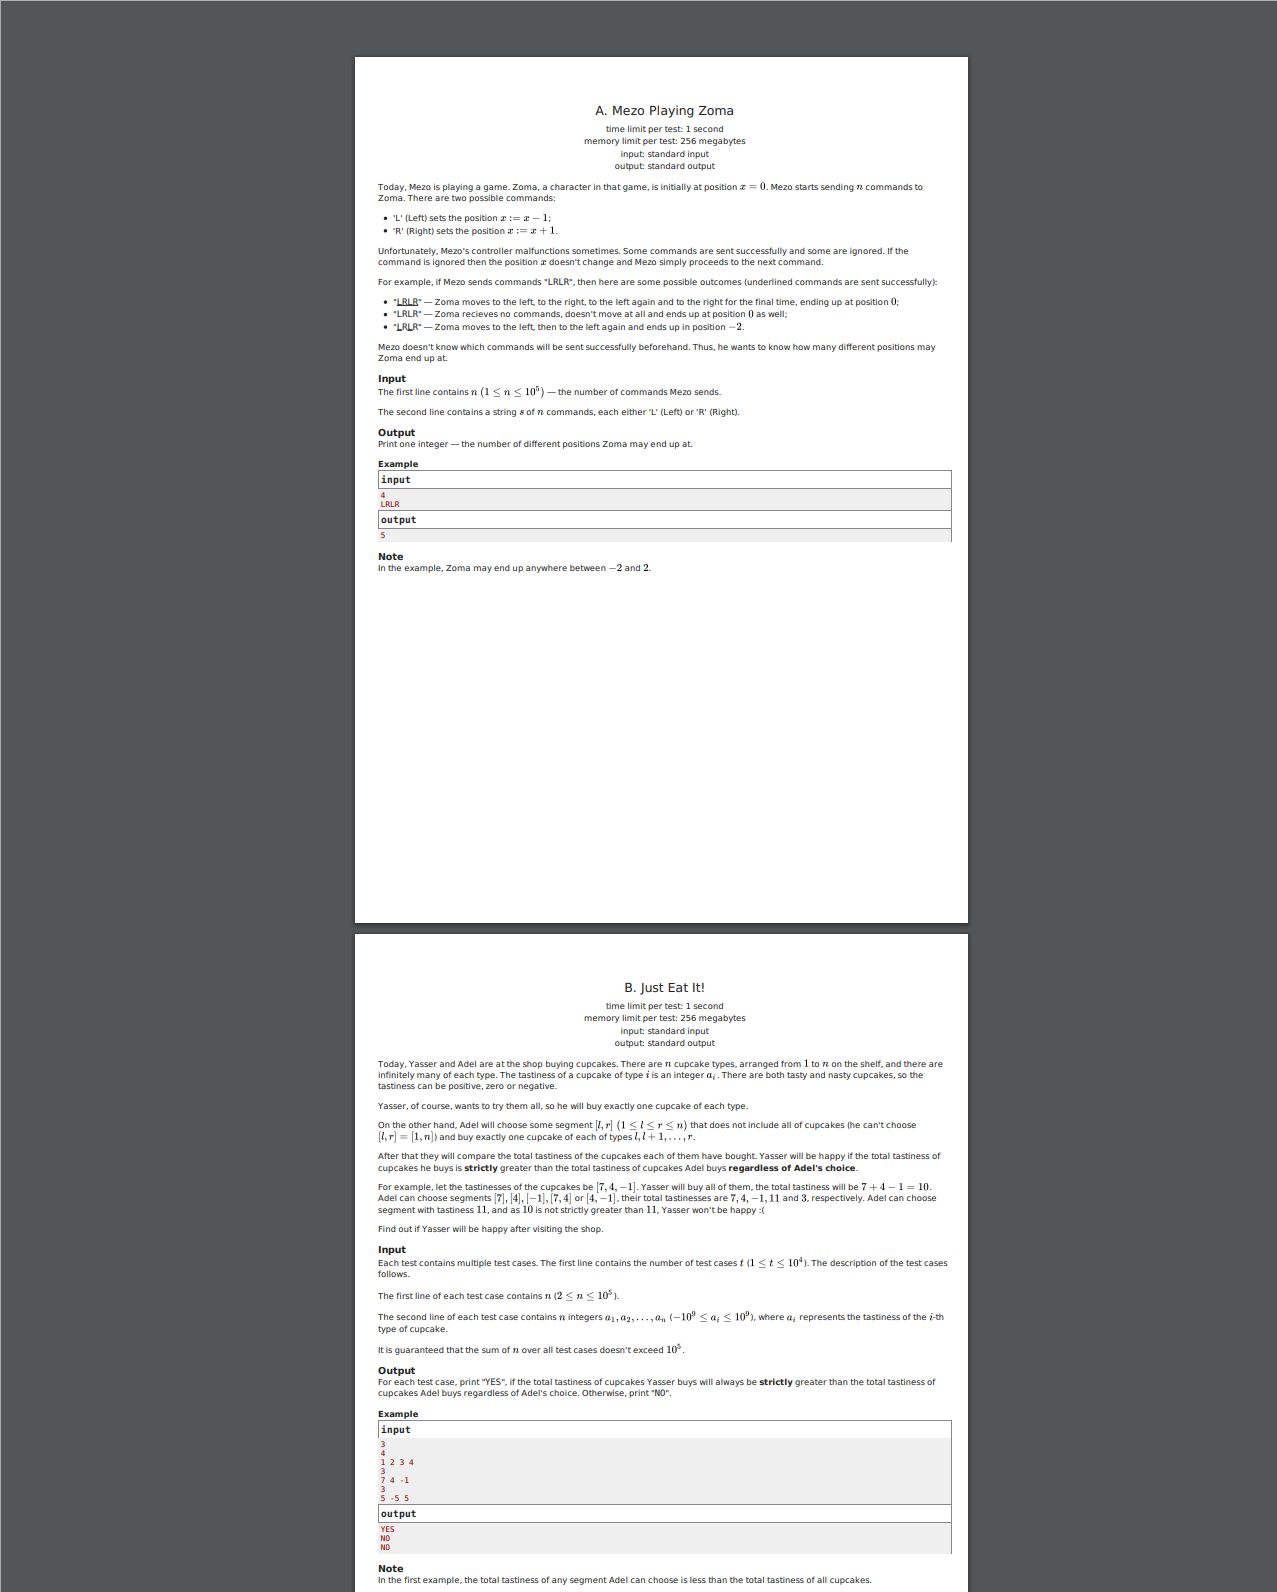 A. Mezo Playing Zoma
time limit per test: 1 second
memory limit per test: 256 megabytes
input: standard input
output: standard output
Today, Mezo is playing a game. Zoma, a character in that game, is initially at position x = 0. Mezo starts sending n commands to
Zoma. There are two possible commands:
• 'L' (Left) sets the position x := x − 1;
• 'R' (Right) sets the position x := x + 1.
Unfortunately, Mezo's controller malfunctions sometimes. Some commands are sent successfully and some are ignored. If the
command is ignored then the position x doesn't change and Mezo simply proceeds to the next command.
For example, if Mezo sends commands "LRLR", then here are some possible outcomes (underlined commands are sent successfully):
• "LRLR" — Zoma moves to the left, to the right, to the left again and to the right for the final time, ending up at position 0;
• "LRLR" — Zoma recieves no commands, doesn't move at all and ends up at position 0 as well;
• "LRLR" — Zoma moves to the left, then to the left again and ends up in position −2.
Mezo doesn't know which commands will be sent successfully beforehand. Thus, he wants to know how many different positions may
Zoma end up at.
Input
The first line contains n (1 ≤ n ≤ 10⁵) — the number of commands Mezo sends.
The second line contains a string s of n commands, each either 'L' (Left) or 'R' (Right).
Output
Print one integer — the number of different positions Zoma may end up at.
Example
input
4
LRLR
output
5
Note
In the example, Zoma may end up anywhere between −2 and 2.
B. Just Eat It!
time limit per test: 1 second
memory limit per test: 256 megabytes
input: standard input
output: standard output
Today, Yasser and Adel are at the shop buying cupcakes. There are n cupcake types, arranged from 1 to n on the shelf, and there are
infinitely many of each type. The tastiness of a cupcake of type i is an integer aᵢ. There are both tasty and nasty cupcakes, so the
tastiness can be positive, zero or negative.
Yasser, of course, wants to try them all, so he will buy exactly one cupcake of each type.
On the other hand, Adel will choose some segment [l, r] (1 ≤ l ≤ r ≤ n) that does not include all of cupcakes (he can't choose
[l, r] = [1, n]) and buy exactly one cupcake of each of types l, l + 1, . . . , r.
After that they will compare the total tastiness of the cupcakes each of them have bought. Yasser will be happy if the total tastiness of
cupcakes he buys is strictly greater than the total tastiness of cupcakes Adel buys regardless of Adel's choice.
For example, let the tastinesses of the cupcakes be [7, 4, −1]. Yasser will buy all of them, the total tastiness will be 7 + 4 − 1 = 10.
Adel can choose segments [7], [4], [−1], [7, 4] or [4, −1], their total tastinesses are 7, 4, −1, 11 and 3, respectively. Adel can choose
segment with tastiness 11, and as 10 is not strictly greater than 11, Yasser won't be happy :(
Find out if Yasser will be happy after visiting the shop.
Input
Each test contains multiple test cases. The first line contains the number of test cases t (1 ≤ t ≤ 10⁴). The description of the test cases
follows.
The first line of each test case contains n (2 ≤ n ≤ 10⁵).
The second line of each test case contains n integers a₁, a₂, . . . , aₙ (−10⁹ ≤ aᵢ ≤ 10⁹), where aᵢ represents the tastiness of the i-th
type of cupcake.
It is guaranteed that the sum of n over all test cases doesn't exceed 10⁵.
Output
For each test case, print "YES", if the total tastiness of cupcakes Yasser buys will always be strictly greater than the total tastiness of
cupcakes Adel buys regardless of Adel's choice. Otherwise, print "NO".
Example
input
3
4
1 2 3 4
3
7 4 -1
3
5 -5 5
output
YES
NO
NO
Note
In the first example, the total tastiness of any segment Adel can choose is less than the total tastiness of all cupcakes.